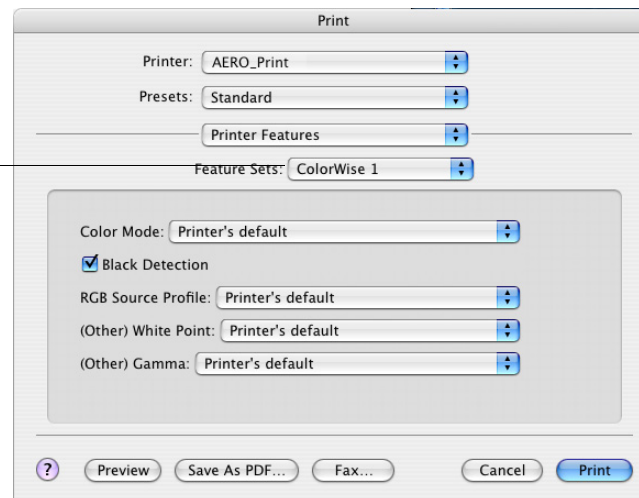 Print
Printer: AERO_Print
Presets: Standard
Printer Features
Feature Sets: ColorWise 1
Color Mode: Printer's default
Black Detection
RGB Source Profile: Printer's default
(Other) White Point: Printer's default
(Other) Gamma: Printer's default
? Preview Save As PDF... Fax... Cancel Print